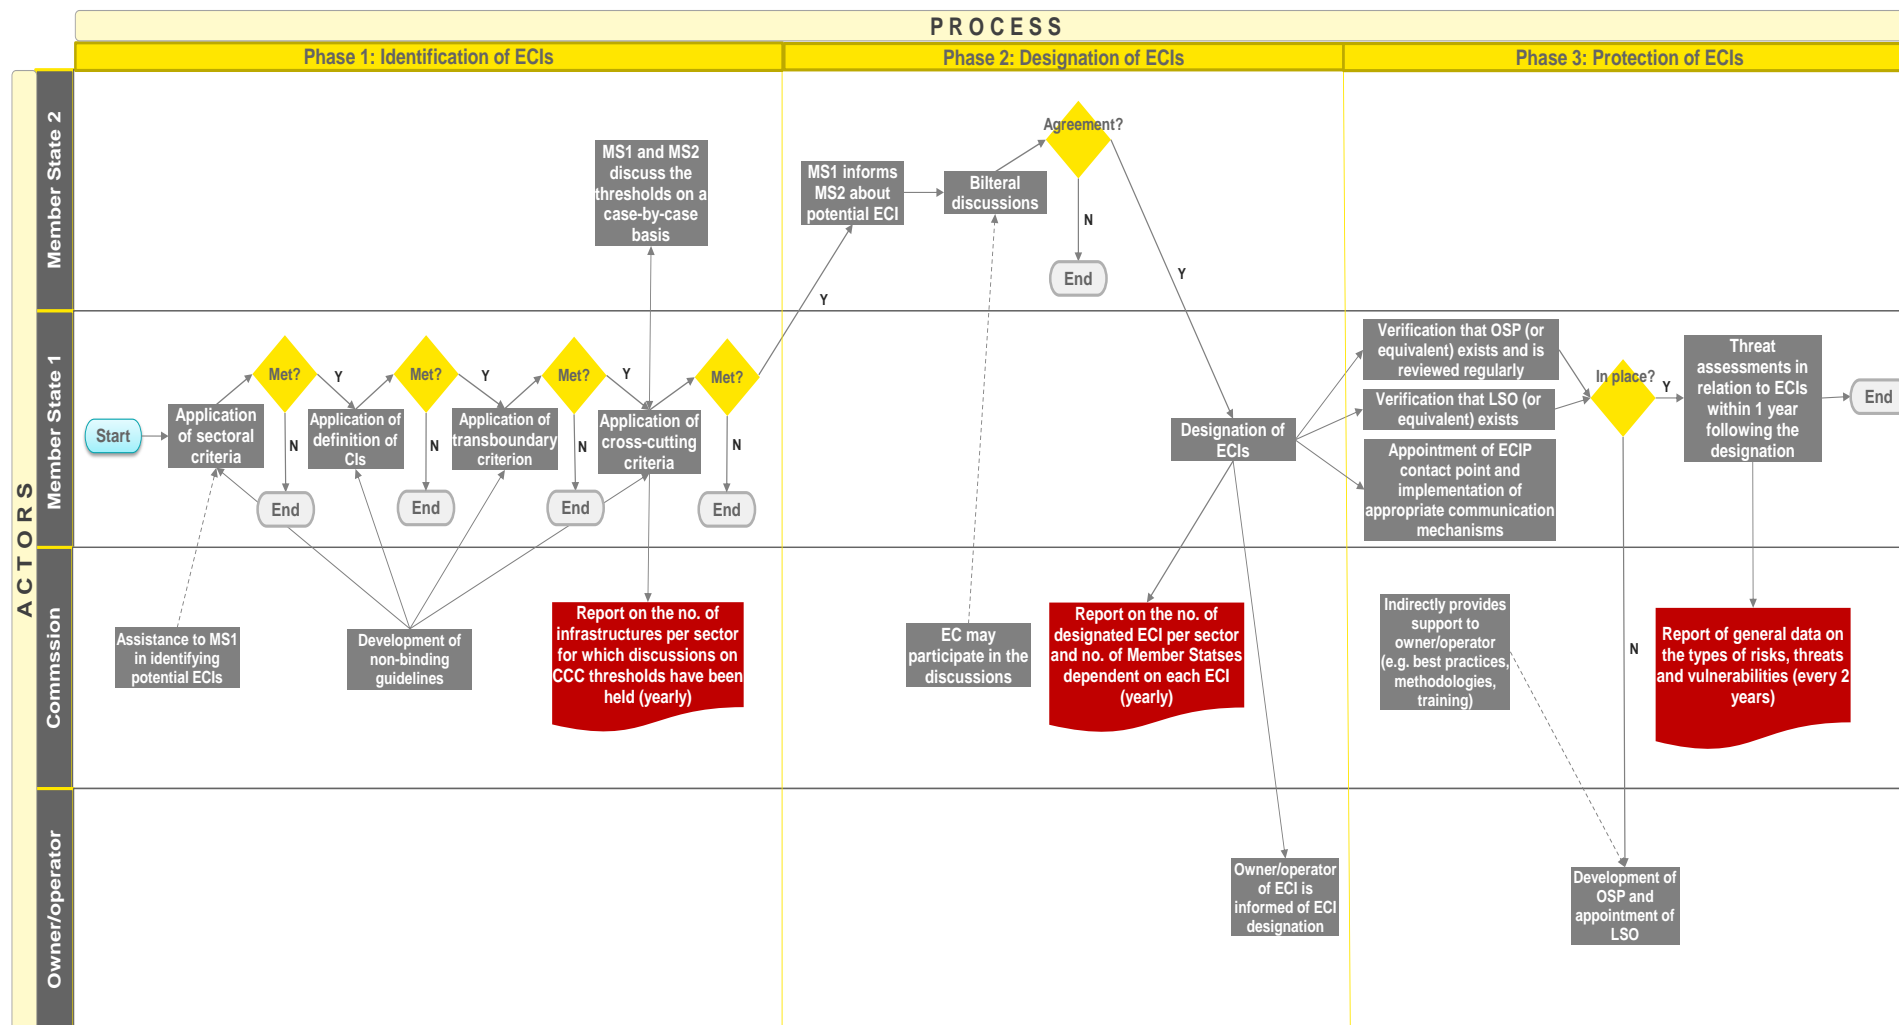 PROCESS
Phase 1: Identification of ECIs
Phase 2: Designation of ECIs
Phase 3: Protection of ECIs
ACTORS
Member State 2
MS1 and MS2
discuss the
thresholds on a
case-by-case
basis
MS1 informs
MS2 about
potential ECI
Bilteral
discussions
Agreement?
N
End
Y
Y
Member State 1
Start
Application
of sectoral
criteria
Met?
Y
N
End
Application of
definition of
CIs
Met?
Y
N
End
Application of
transboundary
criterion
Met?
Y
N
End
Application of
cross-cutting
criteria
Met?
N
End
Designation of
ECIs
Verification that OSP (or
equivalent) exists and is
reviewed regularly
Verification that LSO (or
equivalent) exists
Appointment of ECIP
contact point and
implementation of
appropriate communication
mechanisms
In place?
Y
Threat
assessments in
relation to ECIs
within 1 year
following the
designation
End
Commssion
Assistance to MS1
in identifying
potential ECIs
Development of
non-binding
guidelines
Report on the no. of
infrastructures per sector
for which discussions on
CCC thresholds have been
held (yearly)
EC may
participate in the
discussions
Report on the no. of
designated ECI per sector
and no. of Member Statses
dependent on each ECI
(yearly)
Indirectly provides
support to
owner/operator
(e.g. best practices,
methodologies,
training)
N
Report of general data on
the types of risks, threats
and vulnerabilities (every 2
years)
Owner/operator
Owner/operator
of ECI is
informed of ECI
designation
Development of
OSP and
appointment of
LSO